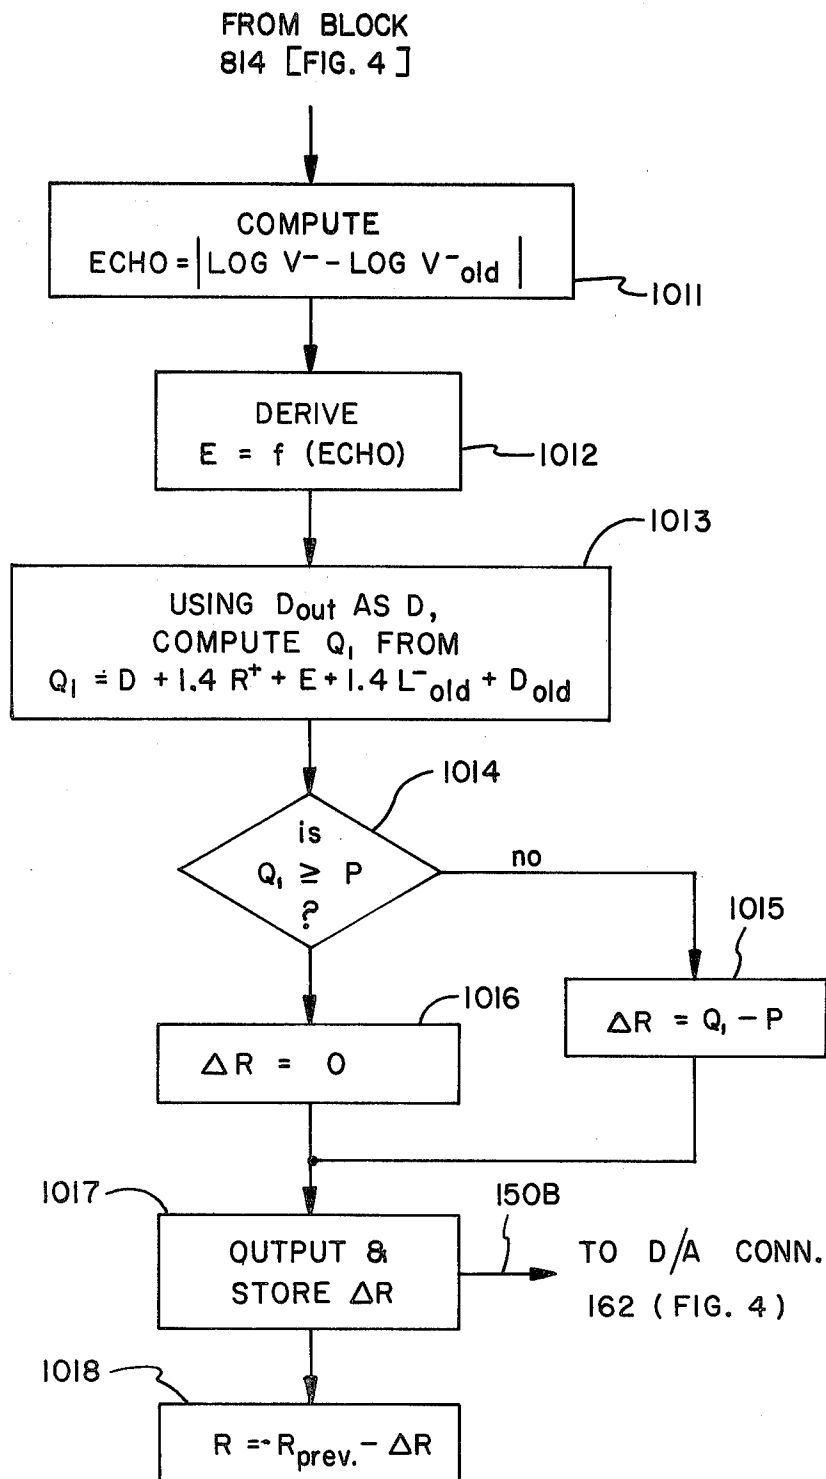 FROM BLOCK
814 [FIG. 4]
COMPUTE
ECHO = |LOG V⁻ - LOG V⁻old|
1011
DERIVE
E = f (ECHO)
1012
1013
USING Dout AS D,
COMPUTE Q₁ FROM
Q₁ = D + 1.4 R⁺ + E + 1.4 L⁻old + Dold
1014
is
Q₁ ≥ P
?
no
1015
ΔR = Q₁ - P
1016
ΔR = 0
1017
OUTPUT &
STORE ΔR
150B
TO D/A CONN.
162 (FIG. 4)
1018
R = Rprev. - ΔR